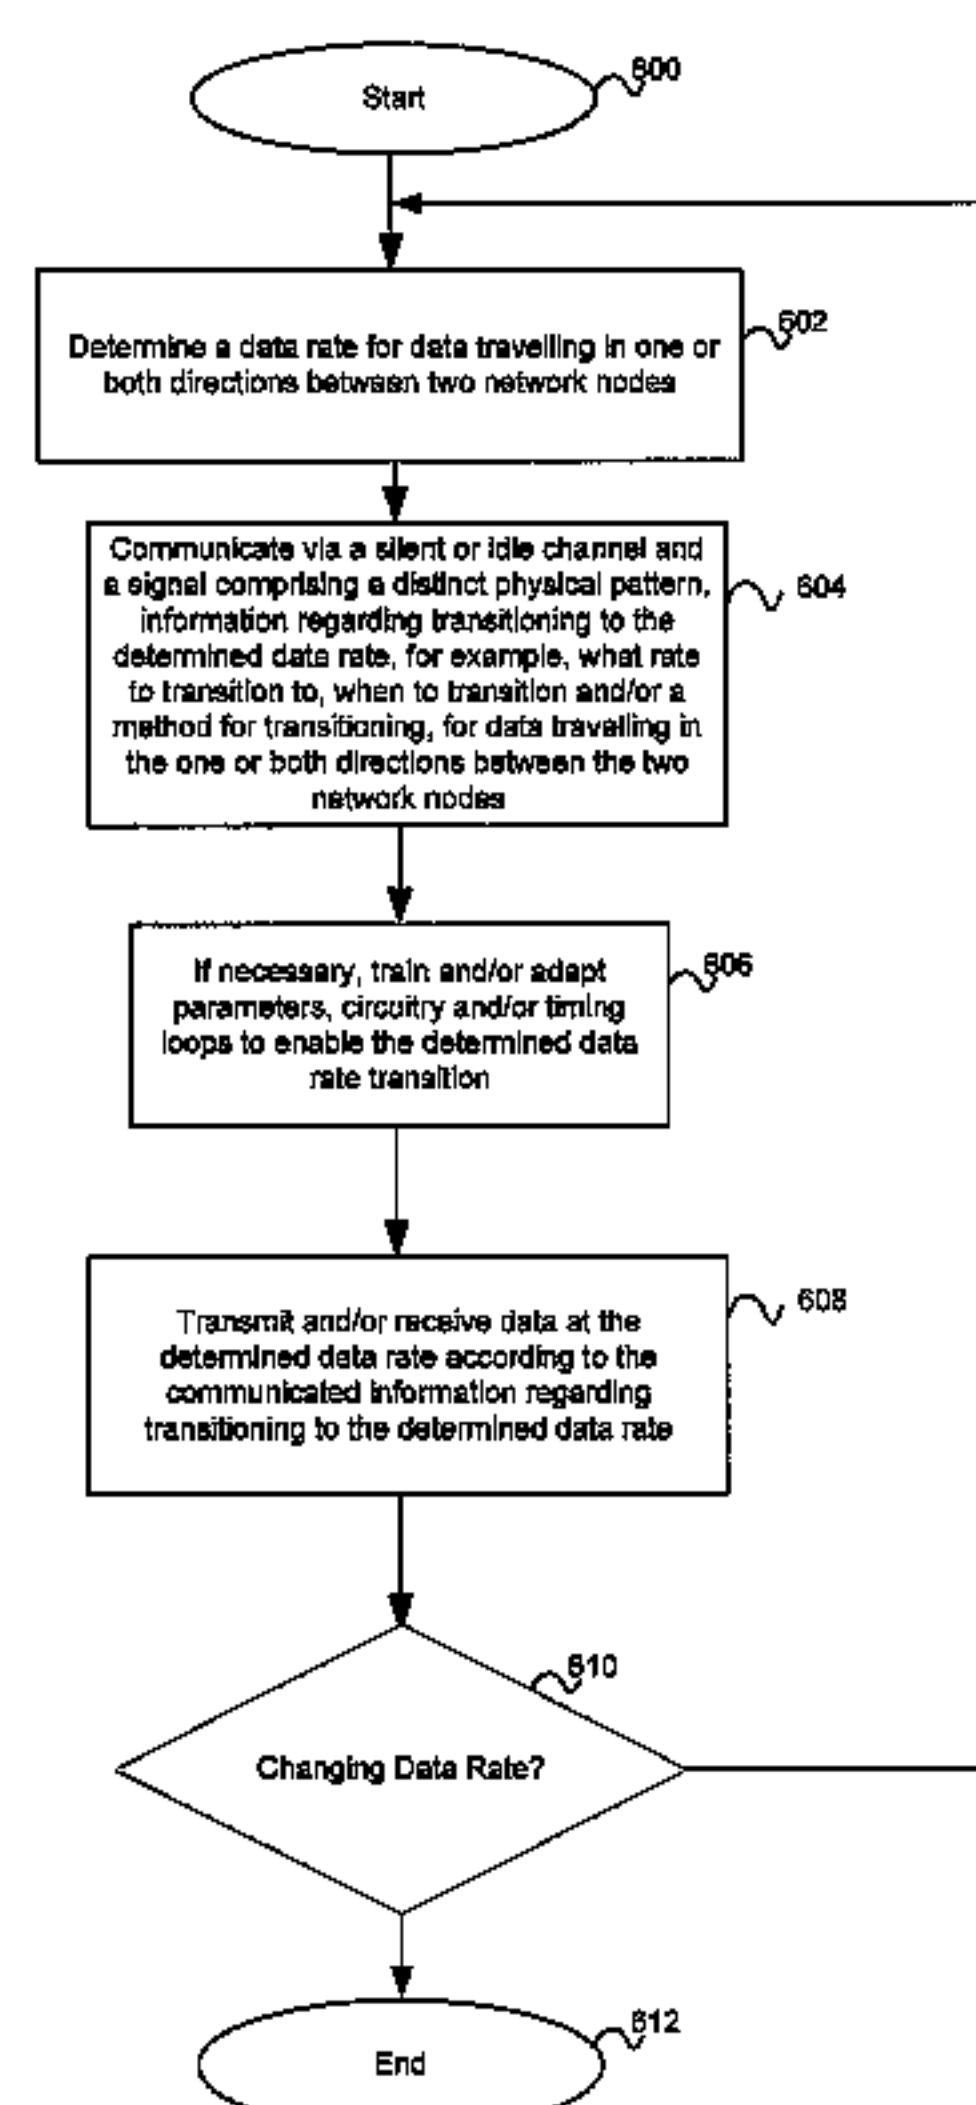 600
Start
602
Determine a data rate for data travelling in one or
both directions between two network nodes
Communicate via a silent or idle channel and
a signal comprising a distinct physical pattern,
information regarding transitioning to the
determined data rate, for example, what rate
to transition to, when to transition and/or a
method for transitioning, for data travelling in
the one or both directions between the two
network nodes
604
606
If necessary, train and/or adapt
parameters, circuitry and/or timing
loops to enable the determined data
rate transition
608
Transmit and/or receive data at the
determined data rate according to the
communicated information regarding
transitioning to the determined data rate
610
Changing Data Rate?
612
End